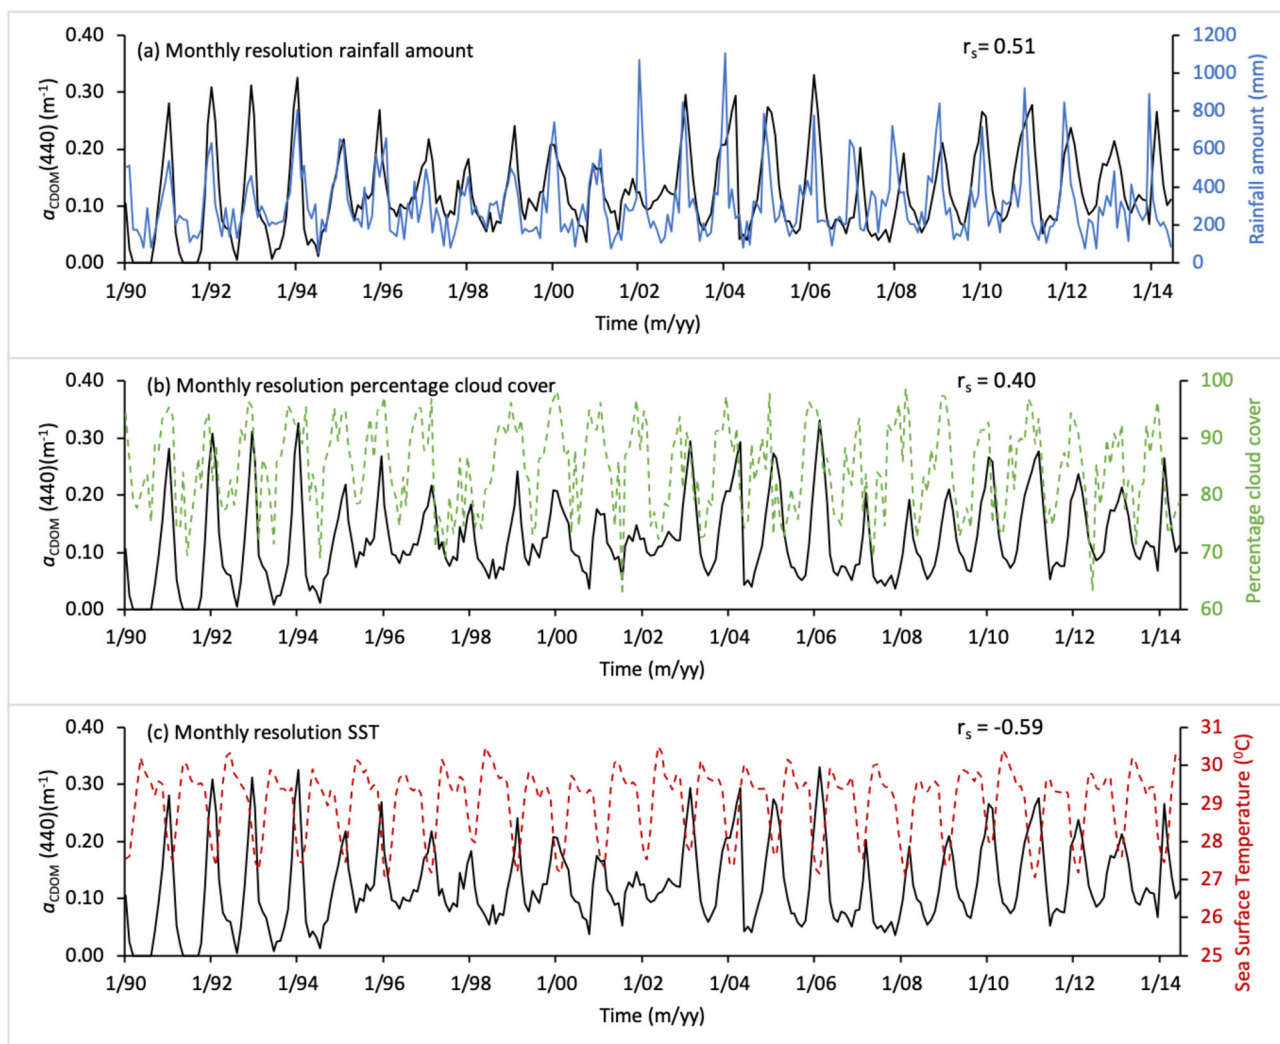 (a) Monthly resolution rainfall amount
rₛ= 0.51
0.40
0.30
0.20
0.10
0.00
aCDOM(440) (m⁻¹)
1200
1000
800
600
400
200
0
Rainfall amount (mm)
1/90 1/92 1/94 1/96 1/98 1/00 1/02 1/04 1/06 1/08 1/10 1/12 1/14
Time (m/yy)
(b) Monthly resolution percentage cloud cover
rₛ = 0.40
0.40
0.30
0.20
0.10
0.00
aCDOM (440)(m⁻¹)
100
90
80
70
60
Percentage cloud cover
1/90 1/92 1/94 1/96 1/98 1/00 1/02 1/04 1/06 1/08 1/10 1/12 1/14
Time (m/yy)
(c) Monthly resolution SST
rₛ = -0.59
0.40
0.30
0.20
0.10
0.00
aCDOM (440)(m⁻¹)
31
30
29
28
27
26
25
Sea Surface Temperature (⁰C)
1/90 1/92 1/94 1/96 1/98 1/00 1/02 1/04 1/06 1/08 1/10 1/12 1/14
Time (m/yy)